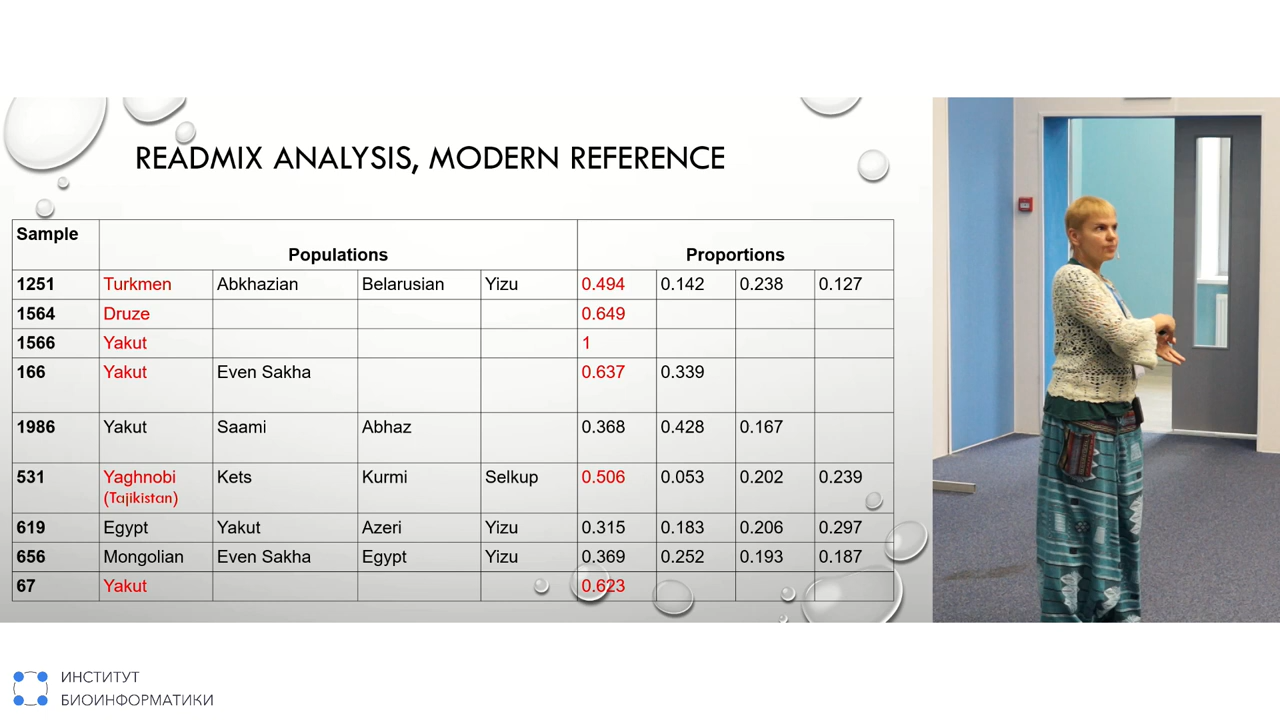 READMIX ANALYSIS, MODERN REFERENCE
Sample Populations Proportions
1251 Turkmen Abkhazian Belarusian Yizu 0.494 0.142 0.238 0.127
1564 Druze 0.649
1566 Yakut 1
166 Yakut Even Sakha 0.637 0.339
1986 Yakut Saami Abhaz 0.368 0.428 0.167
531 Yaghnobi Kets Kurmi Selkup 0.506 0.053 0.202 0.239
(Tajikistan)
619 Egypt Yakut Azeri Yizu 0.315 0.183 0.206 0.297
656 Mongolian Even Sakha Egypt Yizu 0.369 0.252 0.193 0.187
67 Yakut 0.623
ИНСТИТУТ
БИОИНФОРМАТИКИ